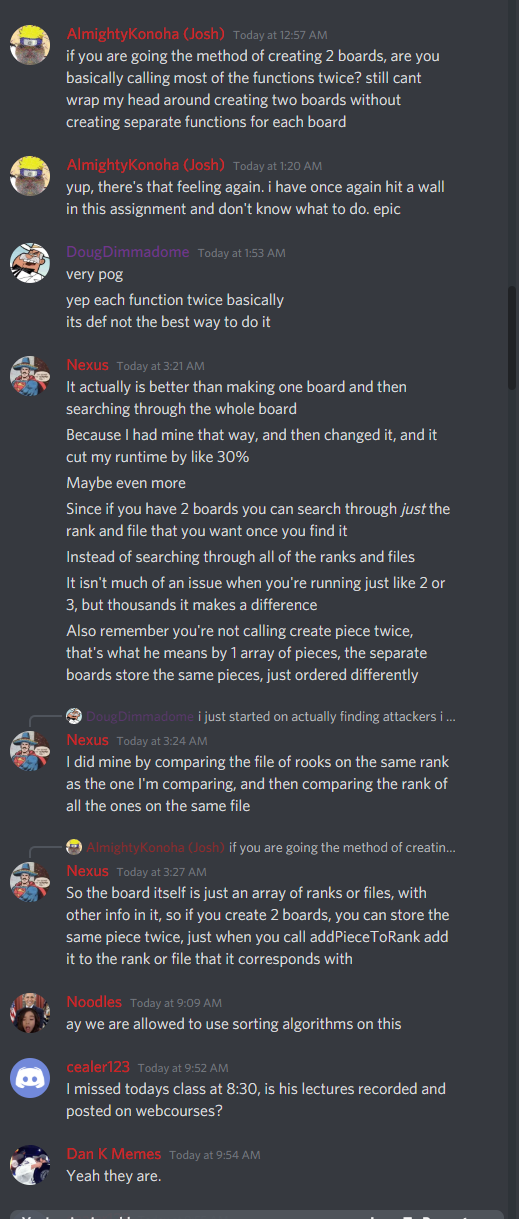 AlmightyKonoha (Josh) Today at 12:57 AM
if you are going the method of creating 2 boards, are you
basically calling most of the functions twice? still cant
wrap my head around creating two boards without
creating separate functions for each board
AlmightyKonoha (Josh) Today at 1:20 AM
yup, there's that feeling again. i have once again hit a wall
in this assignment and don't know what to do. epic
DougDimmadome Today at 1:53 AM
very pog
yep each function twice basically
its def not the best way to do it
Nexus Today at 3:21 AM
It actually is better than making one board and then
searching through the whole board
Because I had mine that way, and then changed it, and it
cut my runtime by like 30%
Maybe even more
Since if you have 2 boards you can search through just the
rank and file that you want once you find it
Instead of searching through all of the ranks and files
It isn't much of an issue when you're running just like 2 or
3, but thousands it makes a difference
Also remember you're not calling create piece twice,
that's what he means by 1 array of pieces, the separate
boards store the same pieces, just ordered differently
DougDimmadome i just started on actually finding attackers i ...
Nexus Today at 3:24 AM
I did mine by comparing the file of rooks on the same rank
as the one I'm comparing, and then comparing the rank of
all the ones on the same file
AlmightyKonoha (Josh) if you are going the method of creatin...
Nexus Today at 3:27 AM
So the board itself is just an array of ranks or files, with
other info in it, so if you create 2 boards, you can store the
same piece twice, just when you call addPieceToRank add
it to the rank or file that it corresponds with
Noodles Today at 9:09 AM
ay we are allowed to use sorting algorithms on this
cealer123 Today at 9:52 AM
I missed todays class at 8:30, is his lectures recorded and
posted on webcourses?
Dan K Memes Today at 9:54 AM
Yeah they are.